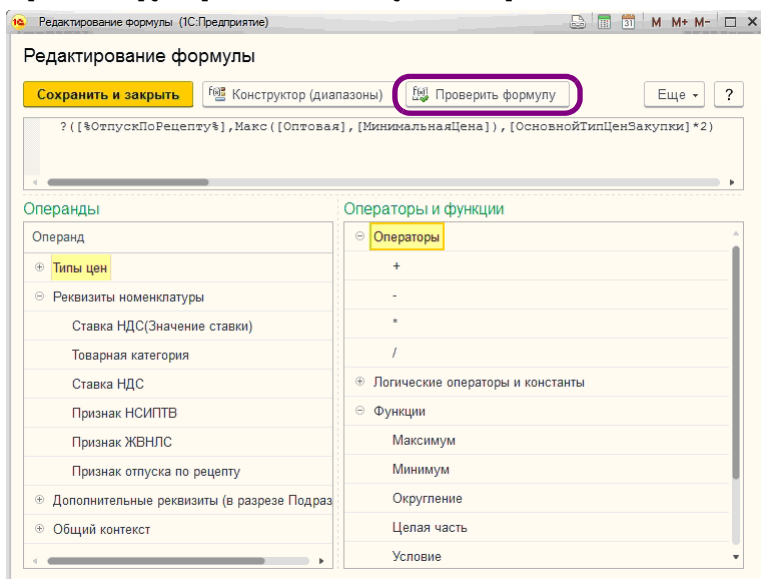 Редактирование формулы (1С:Предприятие)
M M+ M-
Редактирование формулы
Сохранить и закрыть
Конструктор (диапазоны)
Проверить формулу
Еще
?
?([%ОтпускПоРецепту%],Макс([Оптовая],[МинимальнаяЦена]),[ОсновнойТипЦенЗакупки]*2)
Операнды
Операнд
Типы цен
Реквизиты номенклатуры
Ставка НДС(Значение ставки)
Товарная категория
Ставка НДС
Признак НСИПТВ
Признак ЖВНЛС
Признак отпуска по рецепту
Дополнительные реквизиты (в разрезе Подраз
Общий контекст
Операторы и функции
Операторы
+
-
*
/
Логические операторы и константы
Функции
Максимум
Минимум
Округление
Целая часть
Условие